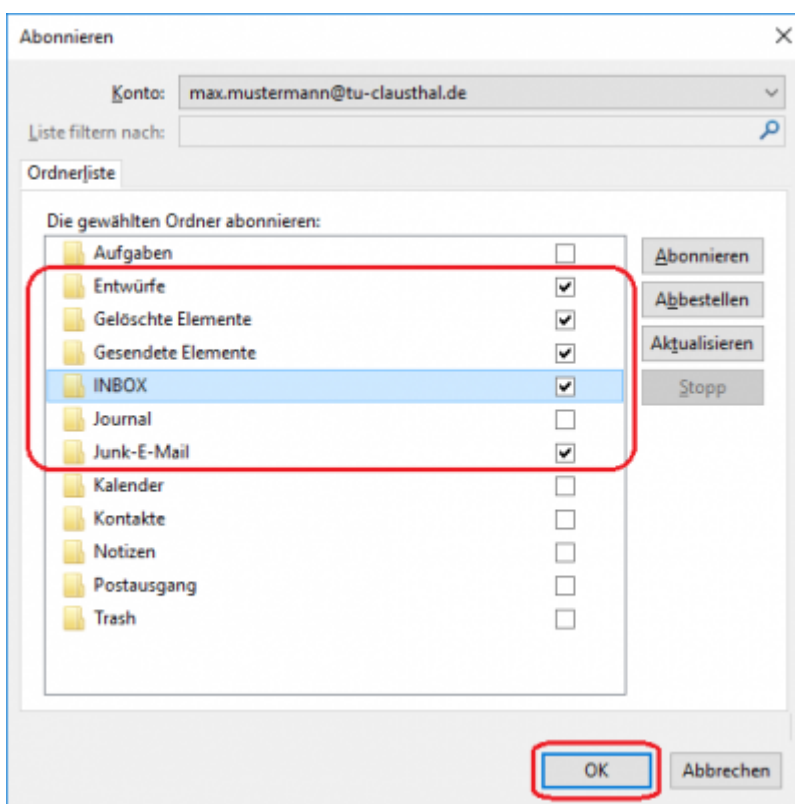 Abonnieren
Konto: max.mustermann@tu-clausthal.de
Liste filtern nach:
Ordnerliste
Die gewählten Ordner abonnieren:
Aufgaben
Entwürfe
Gelöschte Elemente
Gesendete Elemente
INBOX
Journal
Junk-E-Mail
Kalender
Kontakte
Notizen
Postausgang
Trash
Abonnieren
Abbestellen
Aktualisieren
Stopp
OK
Abbrechen